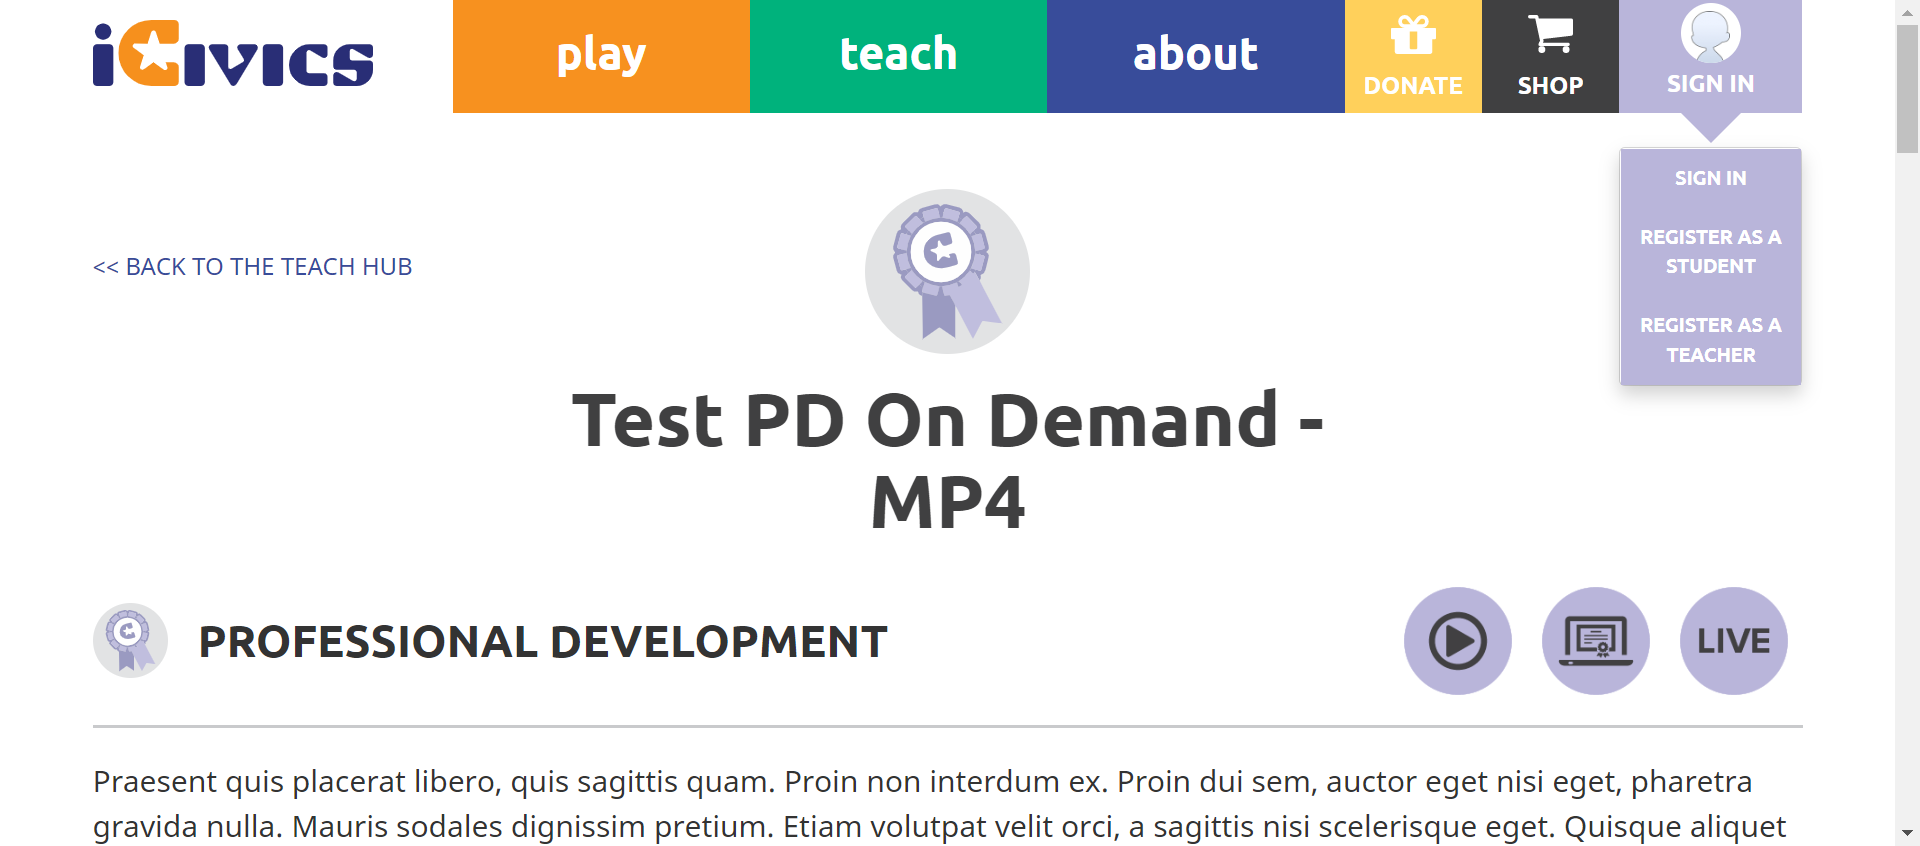 iCivics
play
teach
about
DONATE
SHOP
SIGN IN
SIGN IN
REGISTER AS A
STUDENT
REGISTER AS A
TEACHER
<< BACK TO THE TEACH HUB
Test PD On Demand -
MP4
PROFESSIONAL DEVELOPMENT
LIVE
Praesent quis placerat libero, quis sagittis quam. Proin non interdum ex. Proin dui sem, auctor eget nisi eget, pharetra
gravida nulla. Mauris sodales dignissim pretium. Etiam volutpat velit orci, a sagittis nisi scelerisque eget. Quisque aliquet